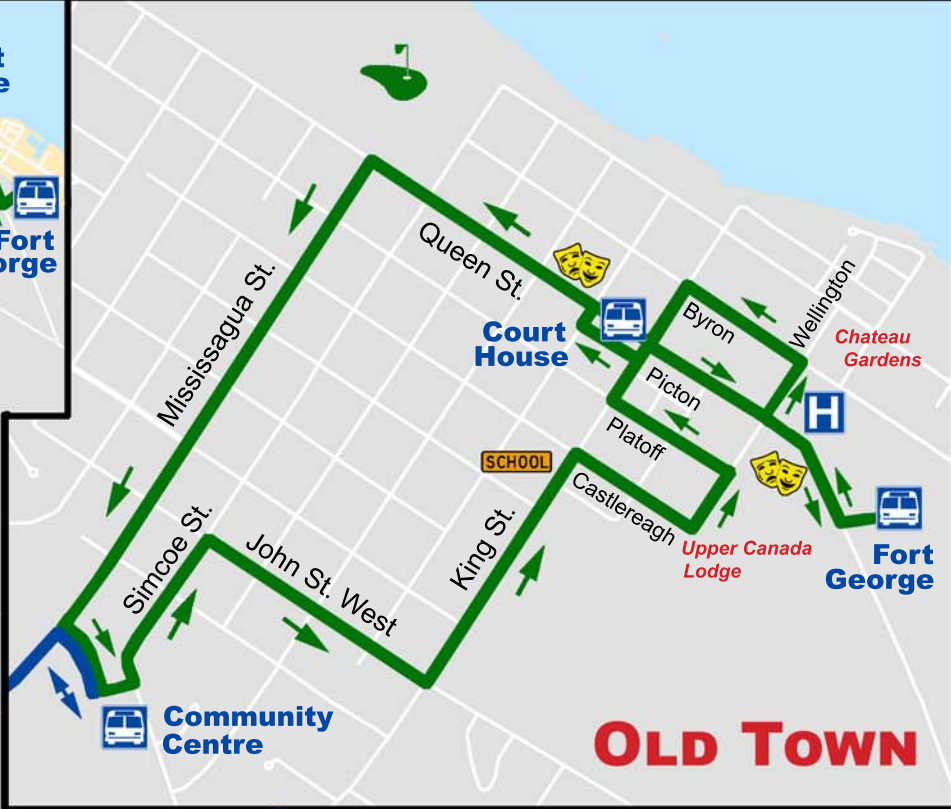 t
e
Fort
orge
Queen St.
Mississagua St.
Court
House
Byron
Wellington
Chateau
Gardens
Picton
H
Platoff
SCHOOL
Castlereagh
King St.
Upper Canada
Lodge
Fort
George
Simcoe St.
John St. West
Community
Centre
OLD TOWN